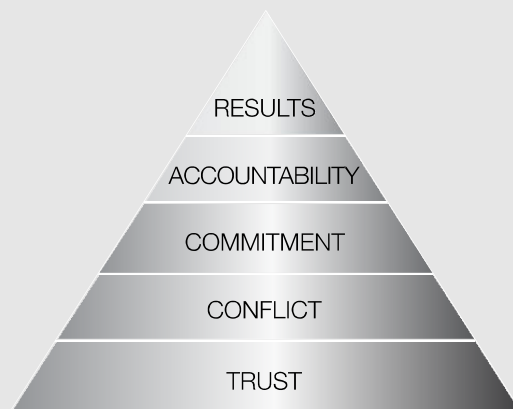 RESULTS
ACCOUNTABILITY
COMMITMENT
CONFLICT
TRUST